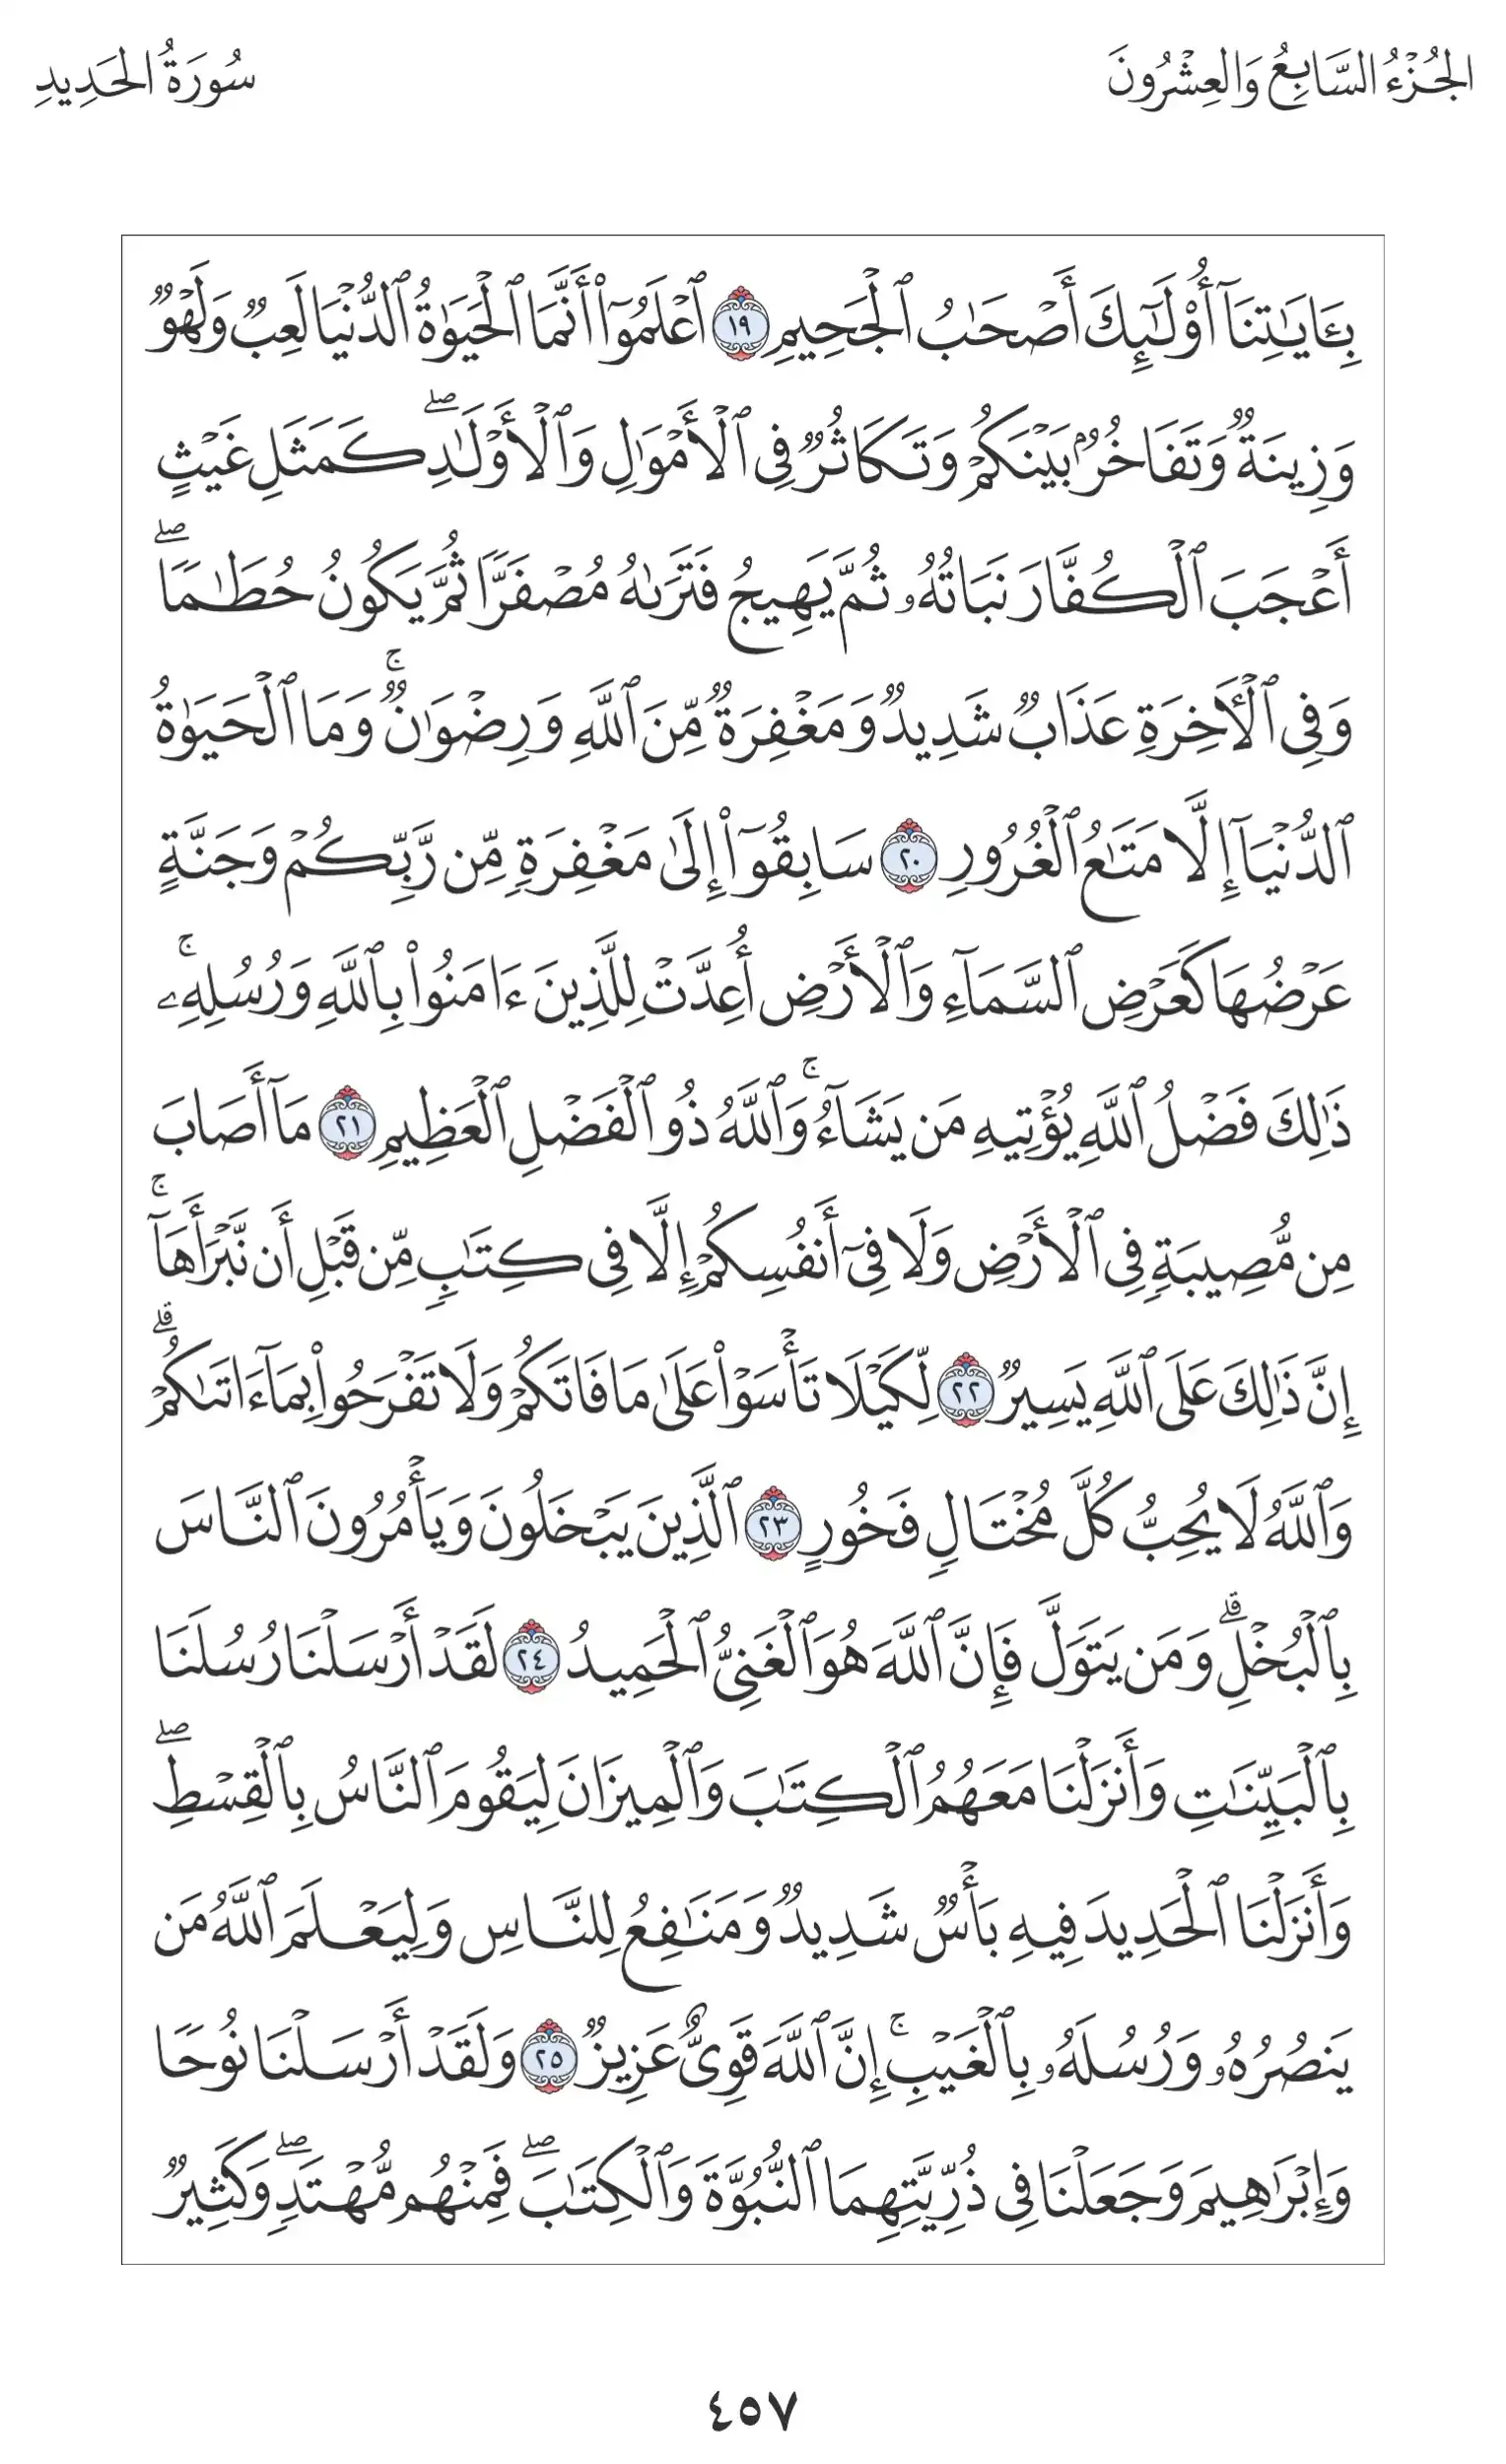 الجُزْءُ السَّابِعُ وَالعِشْرُونَ
سُورَةُ الحَدِيدِ
بِـَٔايَـٰتِنَآ أُوْلَـٰٓئِكَ أَصْحَـٰبُ ٱلْجَحِيمِ ١٩ ٱعْلَمُوٓا۟ أَنَّمَا ٱلْحَيَوٰةُ ٱلدُّنْيَا لَعِبٌ وَلَهْوٌ
وَزِينَةٌ وَتَفَاخُرٌۢ بَيْنَكُمْ وَتَكَاثُرٌ فِى ٱلْأَمْوَٰلِ وَٱلْأَوْلَـٰدِ ۖ كَمَثَلِ غَيْثٍ
أَعْجَبَ ٱلْكُفَّارَ نَبَاتُهُۥ ثُمَّ يَهِيجُ فَتَرَىٰهُ مُصْفَرًّا ثُمَّ يَكُونُ حُطَـٰمًا ۖ
وَفِى ٱلْـَٔاخِرَةِ عَذَابٌ شَدِيدٌ وَمَغْفِرَةٌ مِّنَ ٱللَّهِ وَرِضْوَٰنٌ ۚ وَمَا ٱلْحَيَوٰةُ
ٱلدُّنْيَآ إِلَّا مَتَـٰعُ ٱلْغُرُورِ ٢٠ سَابِقُوٓا۟ إِلَىٰ مَغْفِرَةٍ مِّن رَّبِّكُمْ وَجَنَّةٍ
عَرْضُهَا كَعَرْضِ ٱلسَّمَآءِ وَٱلْأَرْضِ أُعِدَّتْ لِلَّذِينَ ءَامَنُوا۟ بِٱللَّهِ وَرُسُلِهِۦ ۚ
ذَٰلِكَ فَضْلُ ٱللَّهِ يُؤْتِيهِ مَن يَشَآءُ ۚ وَٱللَّهُ ذُو ٱلْفَضْلِ ٱلْعَظِيمِ ٢١ مَآ أَصَابَ
مِن مُّصِيبَةٍ فِى ٱلْأَرْضِ وَلَا فِىٓ أَنفُسِكُمْ إِلَّا فِى كِتَـٰبٍ مِّن قَبْلِ أَن نَّبْرَأَهَآ ۚ
إِنَّ ذَٰلِكَ عَلَى ٱللَّهِ يَسِيرٌ ٢٢ لِّكَيْلَا تَأْسَوْا۟ عَلَىٰ مَا فَاتَكُمْ وَلَا تَفْرَحُوا۟ بِمَآ ءَاتَىٰكُمْ ۗ
وَٱللَّهُ لَا يُحِبُّ كُلَّ مُخْتَالٍ فَخُورٍ ٢٣ ٱلَّذِينَ يَبْخَلُونَ وَيَأْمُرُونَ ٱلنَّاسَ
بِٱلْبُخْلِ ۗ وَمَن يَتَوَلَّ فَإِنَّ ٱللَّهَ هُوَ ٱلْغَنِىُّ ٱلْحَمِيدُ ٢٤ لَقَدْ أَرْسَلْنَا رُسُلَنَا
بِٱلْبَيِّنَـٰتِ وَأَنزَلْنَا مَعَهُمُ ٱلْكِتَـٰبَ وَٱلْمِيزَانَ لِيَقُومَ ٱلنَّاسُ بِٱلْقِسْطِ ۖ
وَأَنزَلْنَا ٱلْحَدِيدَ فِيهِ بَأْسٌ شَدِيدٌ وَمَنَـٰفِعُ لِلنَّاسِ وَلِيَعْلَمَ ٱللَّهُ مَن
يَنصُرُهُۥ وَرُسُلَهُۥ بِٱلْغَيْبِ ۚ إِنَّ ٱللَّهَ قَوِىٌّ عَزِيزٌ ٢٥ وَلَقَدْ أَرْسَلْنَا نُوحًا
وَإِبْرَٰهِيمَ وَجَعَلْنَا فِى ذُرِّيَّتِهِمَا ٱلنُّبُوَّةَ وَٱلْكِتَـٰبَ ۖ فَمِنْهُم مُّهْتَدٍ ۖ وَكَثِيرٌ
٤٥٧